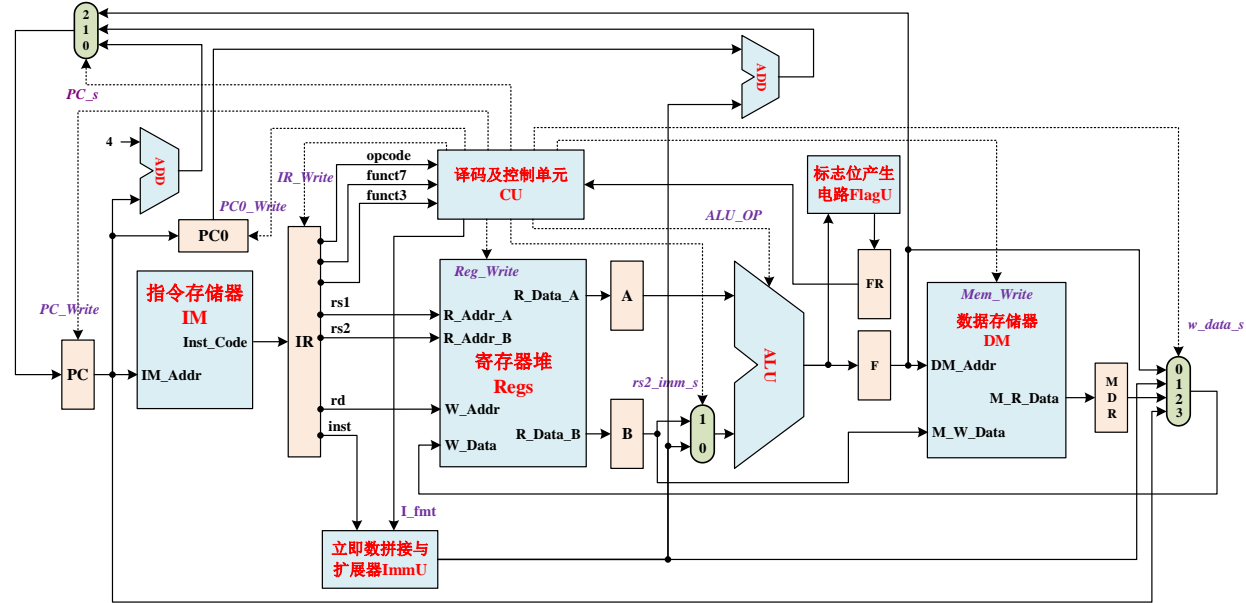 2
1
0
PC_s
4
ADD
ADD
PC_Write
PC0_Write
PC0
IR_Write
opcode
funct7
funct3
译码及控制单元
CU
标志位产生
电路FlagU
ALU_OP
FR
指令存储器
IM
Inst_Code
IM_Addr
PC
IR
rs1
rs2
rd
inst
Reg_Write
R_Data_A
R_Addr_A
R_Addr_B
寄存器堆
Regs
W_Addr
R_Data_B
W_Data
A
B
rs2_imm_s
1
0
ALU
F
Mem_Write
数据存储器
DM
DM_Addr
M_R_Data
M_W_Data
M
D
R
w_data_s
0
1
2
3
I_fmt
立即数拼接与
扩展器ImmU